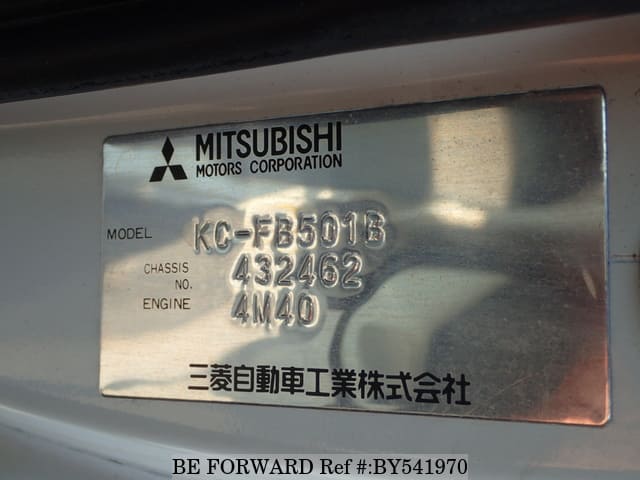 MITSUBISHI
MOTORS CORPORATION
MODEL KC-FB501B
CHASSIS NO. 432462
ENGINE 4M40
三菱自動車工業株式会社
BE FORWARD Ref #:BY541970